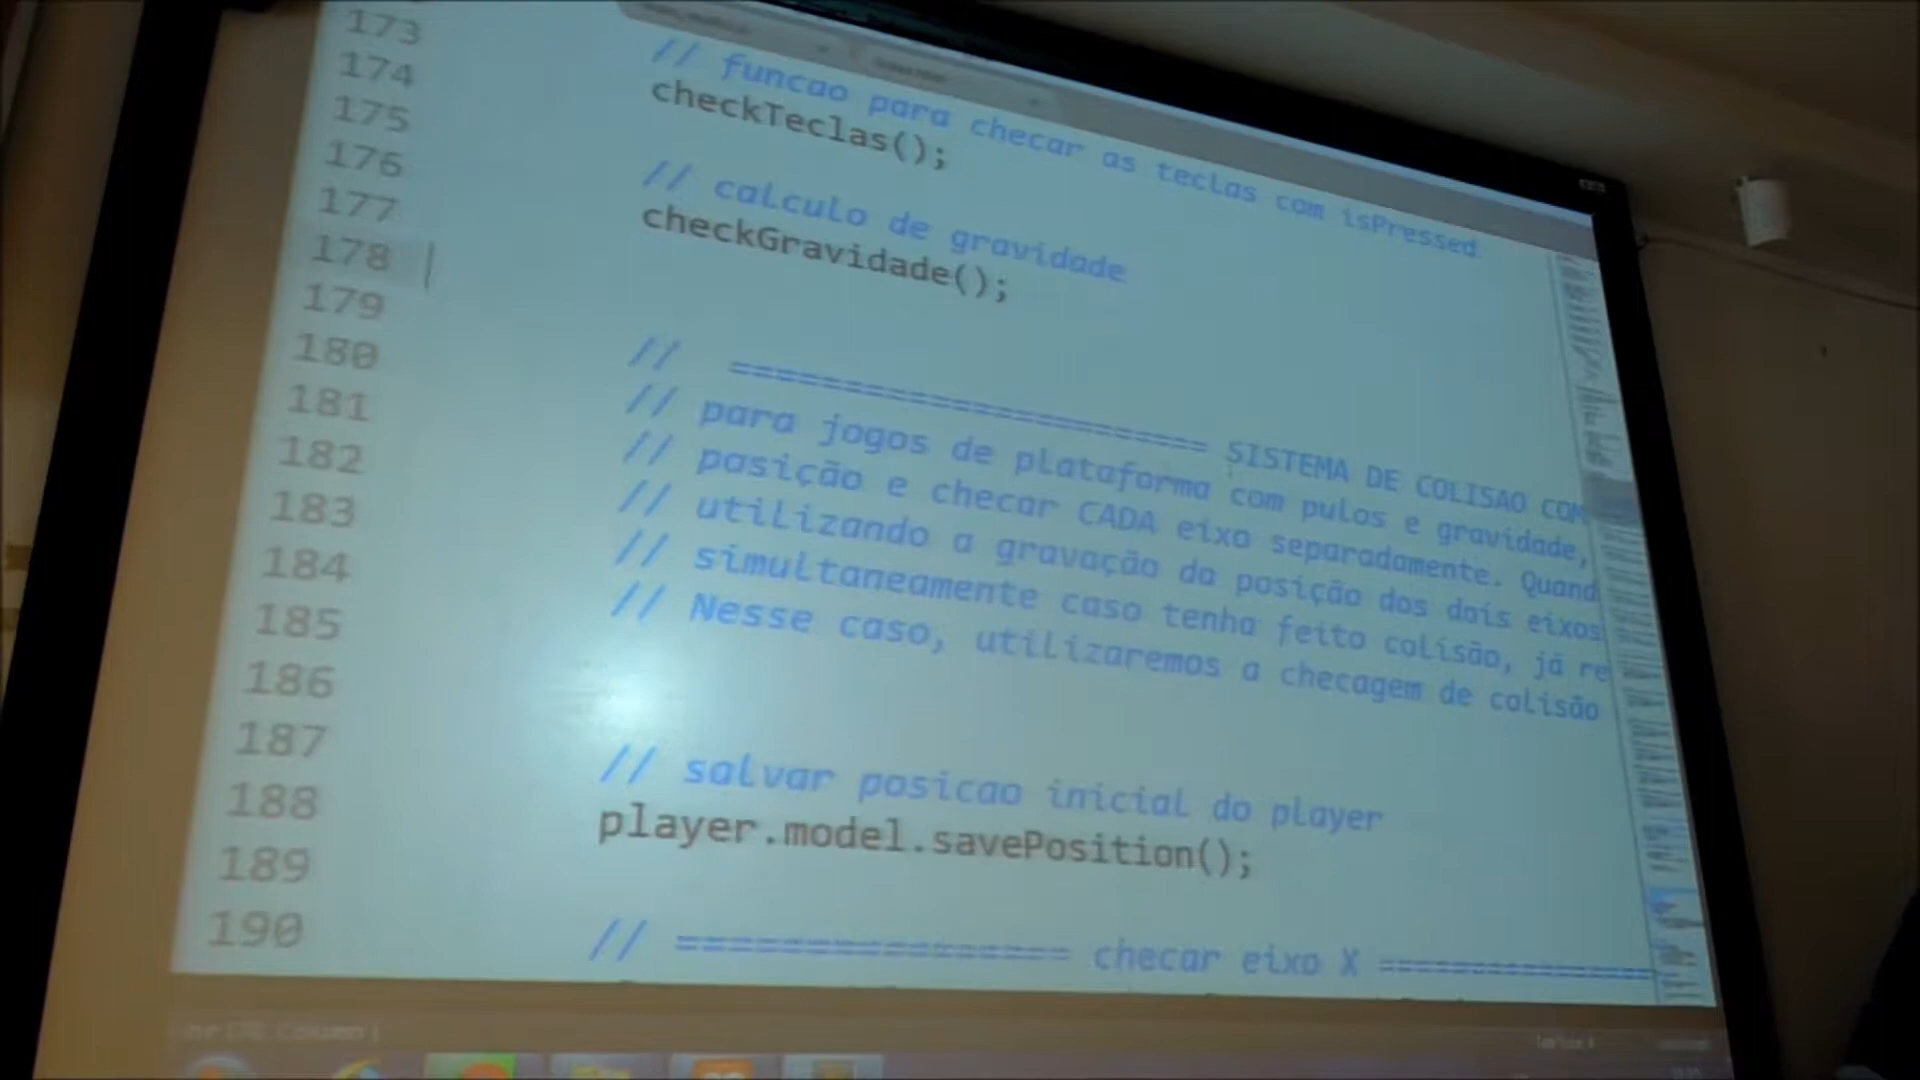 173
// funcao para checar as teclas com isPressed
174
checkTeclas();
175
176
// calculo de gravidade
177
checkGravidade();
178
179
180
// ============================== SISTEMA DE COLISAO COM
181
// para jogos de plataforma com pulos e gravidade,
182
// posição e checar CADA eixo separadamente. Quand
183
// utilizando a gravação da posição dos dois eixos
184
// simultaneamente caso tenha feito colisão, já re
185
// Nesse caso, utilizaremos a checagem de colisão
186
187
// salvar posicao inicial do player
188
player.model.savePosition();
189
190
// ========================= checar eixo X =================